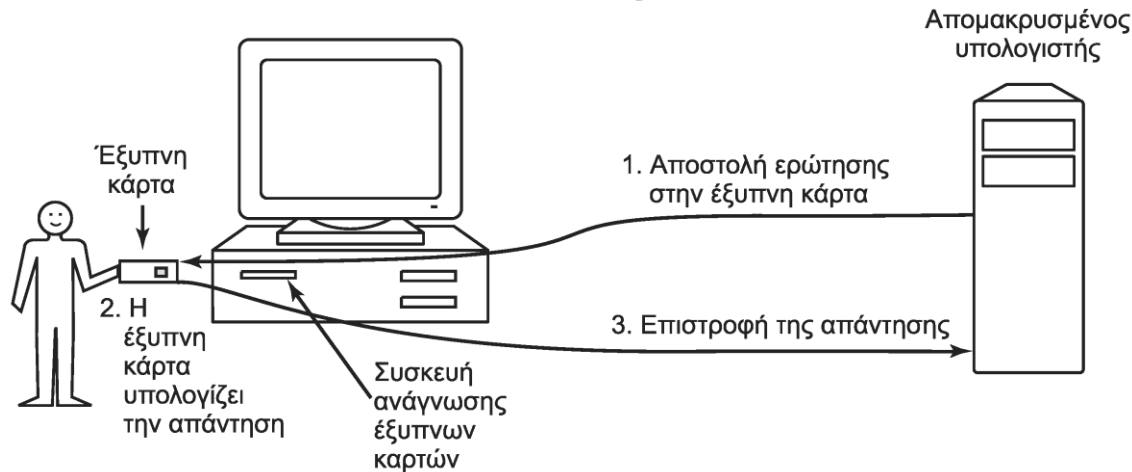 Απομακρυσμένος
υπολογιστής
Έξυπνη
κάρτα
1. Αποστολή ερώτησης
στην έξυπνη κάρτα
2. Η
έξυπνη
κάρτα
υπολογίζει
την απάντηση
3. Επιστροφή της απάντησης
Συσκευή
ανάγνωσης
έξυπνων
καρτών